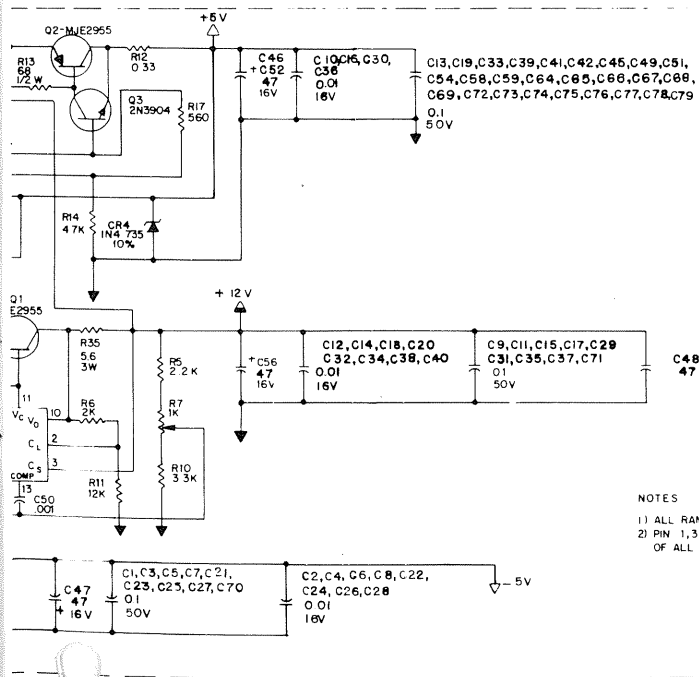 +5V
Q2-MJE2955
R13
68
1/2 W
R12
0 33
Q3
2N3904
R17
560
C46
+ C52
47
16V
C10,C16,C30,
C36
0.01
16V
C13,C19,C33,C39,C41,C42,C45,C49,C51,
C54,C58,C59,C64,C65,C66,C67,C68,
C69,C72,C73,C74,C75,C76,C77,C78,C79
0.1
50V
R14
47K
CR4
1N4 735
10%
Q1
E2955
+ 12V
R35
5.6
3W
R5
2.2K
+C56
47
16V
C12,C14,C18,C20
C32,C34,C38,C40
0.01
16V
C9,C11,C15,C17,C29
C31,C35,C37,C71
01
50V
C48
47
11
VC VO
10
R6
2K
R7
1K
CL
2
CS
3
COMP
13
C50
.001
R11
12K
R10
3 3K
NOTES
1) ALL RAN
2) PIN 1,3
OF ALL
C47
47
+ 16V
C1,C3,C5,C7,C21,
C23,C25,C27,C70
0.1
50V
C2,C4,C6,C8,C22,
C24,C26,C28
0 01
16V
- 5V